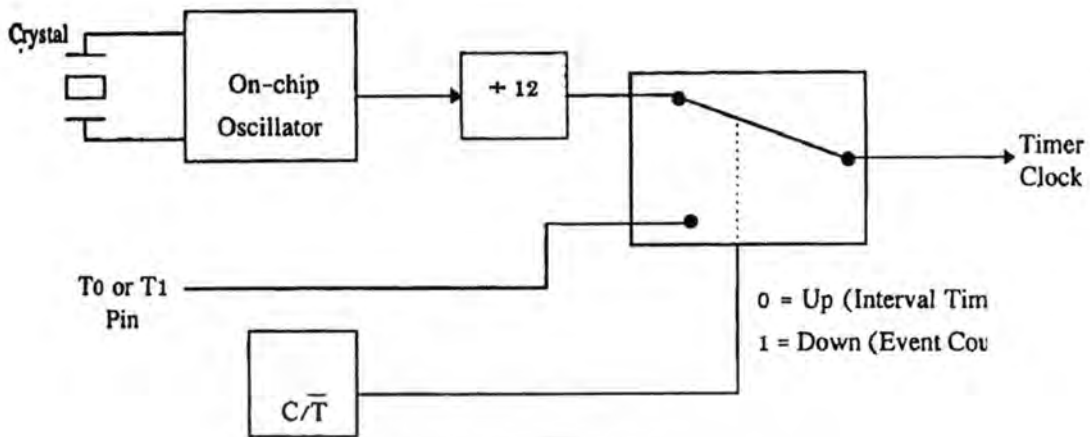 Crystal
On-chip
Oscillator
÷ 12
Timer
Clock
T0 or T1
Pin
0 = Up (Interval Tim
1 = Down (Event Cou
C/T̅